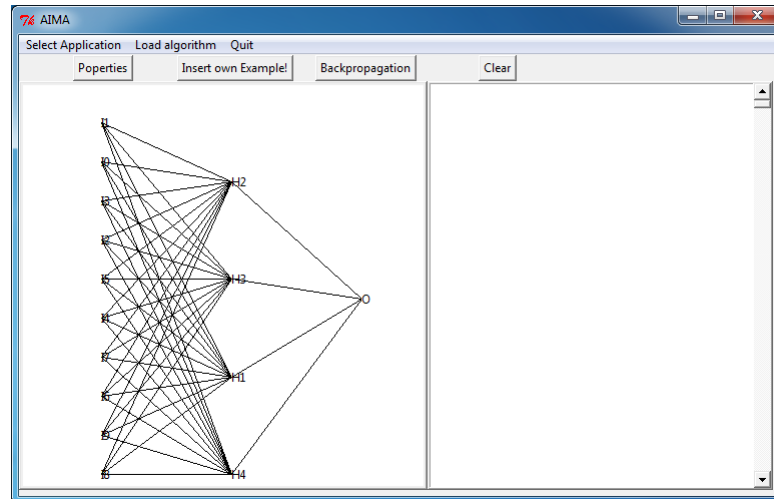 AIMA
Select Application Load algorithm Quit
Poperties Insert own Example! Backpropagation Clear
I1
I0
I3
H2
I2
I5
H3
O
I4
I7
H1
I6
I9
I8
H4